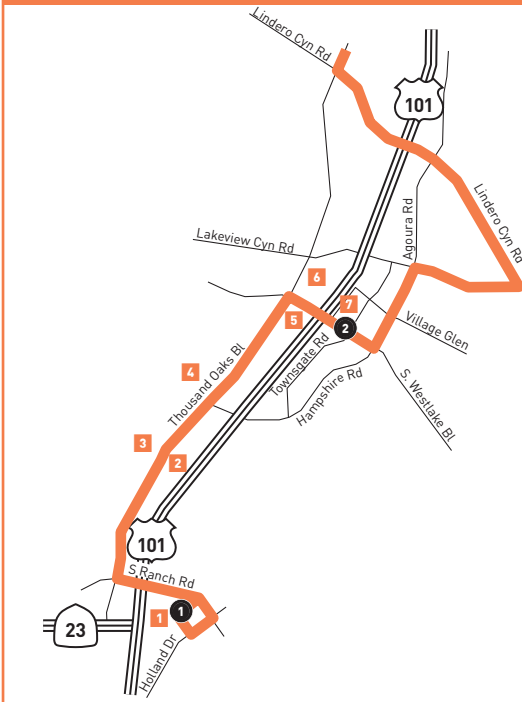 Lindero Cyn Rd
101
Lindero Cyn Rd
Agoura Rd
Lakeview Cyn Rd
6
7
5
2
Village Glen
Townsgate Rd
Hampshire Rd
S. Westlake Bl
Thousand Oaks Bl
4
3
2
101
S Ranch Rd
1
1
23
Holland Dr